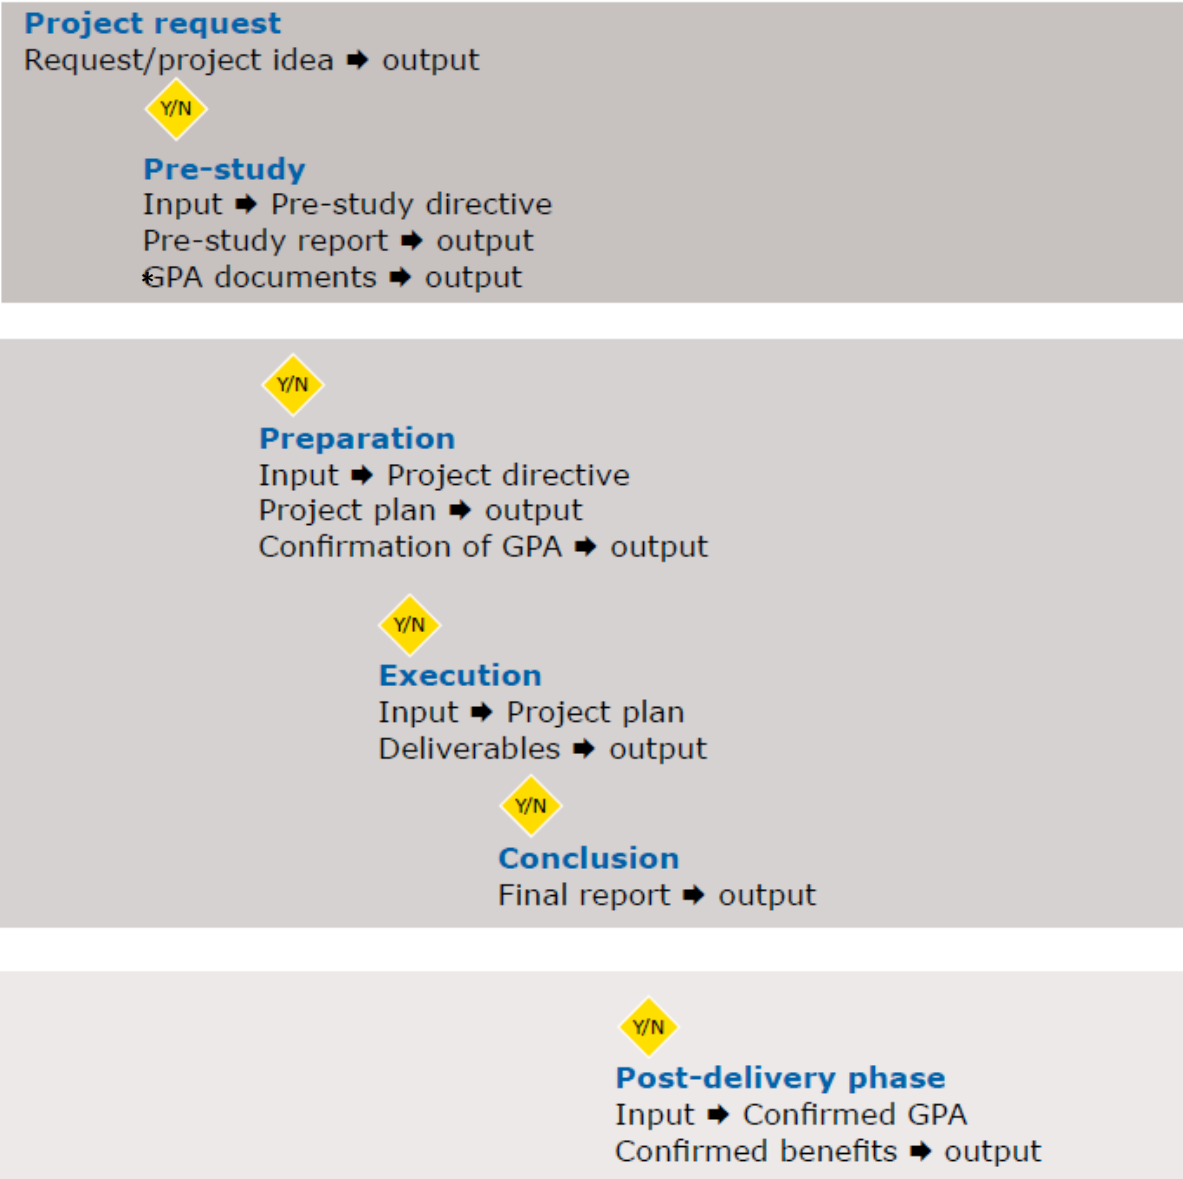 Project request
Request/project idea ➡ output
Y/N
Pre-study
Input ➡ Pre-study directive
Pre-study report ➡ output
*GPA documents ➡ output
Y/N
Preparation
Input ➡ Project directive
Project plan ➡ output
Confirmation of GPA ➡ output
Y/N
Execution
Input ➡ Project plan
Deliverables ➡ output
Y/N
Conclusion
Final report ➡ output
Y/N
Post-delivery phase
Input ➡ Confirmed GPA
Confirmed benefits ➡ output